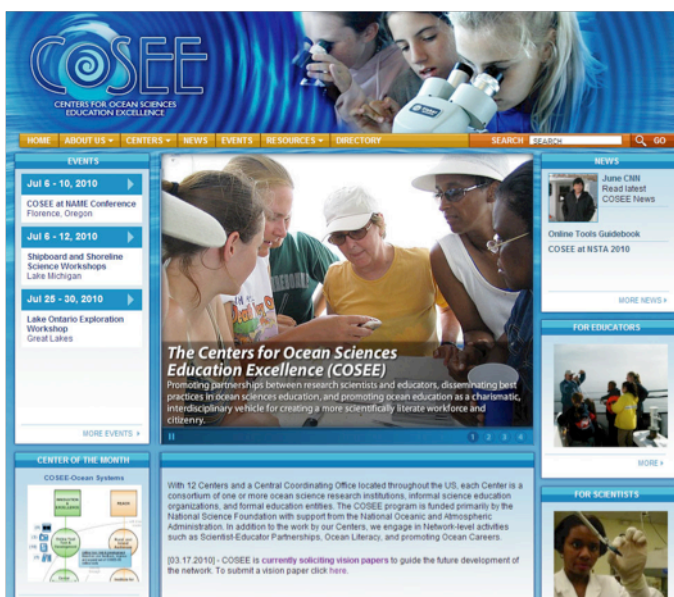 COSEE
CENTERS FOR OCEAN SCIENCES
EDUCATION EXCELLENCE
HOME ABOUT US CENTERS NEWS EVENTS RESOURCES DIRECTORY SEARCH SEARCH GO
EVENTS
Jul 6 - 10, 2010
COSEE at NAME Conference
Florence, Oregon
Jul 6 - 12, 2010
Shipboard and Shoreline
Science Workshops
Lake Michigan
Jul 25 - 30, 2010
Lake Ontario Exploration
Workshop
Great Lakes
MORE EVENTS
The Centers for Ocean Sciences
Education Excellence (COSEE)
Promoting partnerships between research scientists and educators, disseminating best
practices in ocean sciences education, and promoting ocean education as a charismatic,
interdisciplinary vehicle for creating a more scientifically literate workforce and
citizenry.
1 2 3 4
NEWS
June CNN
Read latest
COSEE News
Online Tools Guidebook
COSEE at NSTA 2010
MORE NEWS
FOR EDUCATORS
MORE
CENTER OF THE MONTH
COSEE-Ocean Systems
With 12 Centers and a Central Coordinating Office located throughout the US, each Center is a
consortium of one or more ocean science research institutions, informal science education
organizations, and formal education entities. The COSEE program is funded primarily by the
National Science Foundation with support from the National Oceanic and Atmospheric
Administration. In addition to the work by our Centers, we engage in Network-level activities
such as Scientist-Educator Partnerships, Ocean Literacy, and promoting Ocean Careers.
[03.17.2010] - COSEE is currently soliciting vision papers to guide the future development of
the network. To submit a vision paper click here.
FOR SCIENTISTS